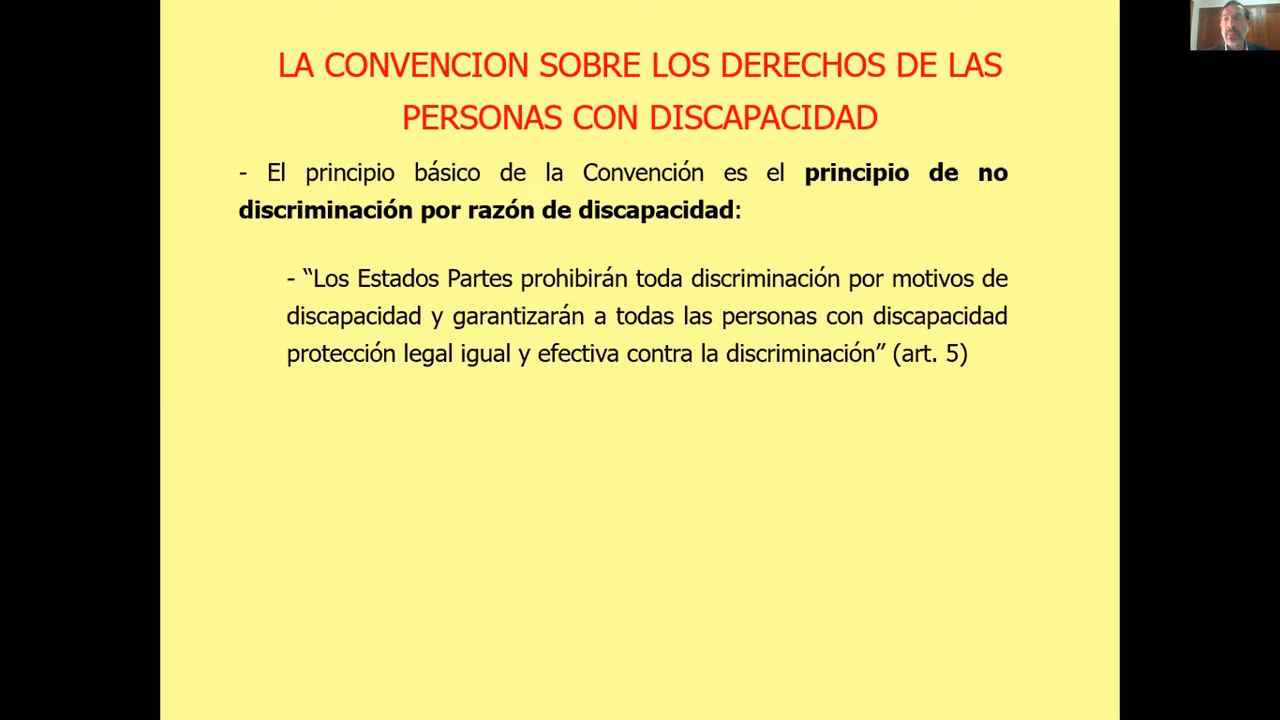 LA CONVENCION SOBRE LOS DERECHOS DE LAS
PERSONAS CON DISCAPACIDAD
- El principio básico de la Convención es el principio de no
discriminación por razón de discapacidad:
- “Los Estados Partes prohibirán toda discriminación por motivos de
discapacidad y garantizarán a todas las personas con discapacidad
protección legal igual y efectiva contra la discriminación” (art. 5)